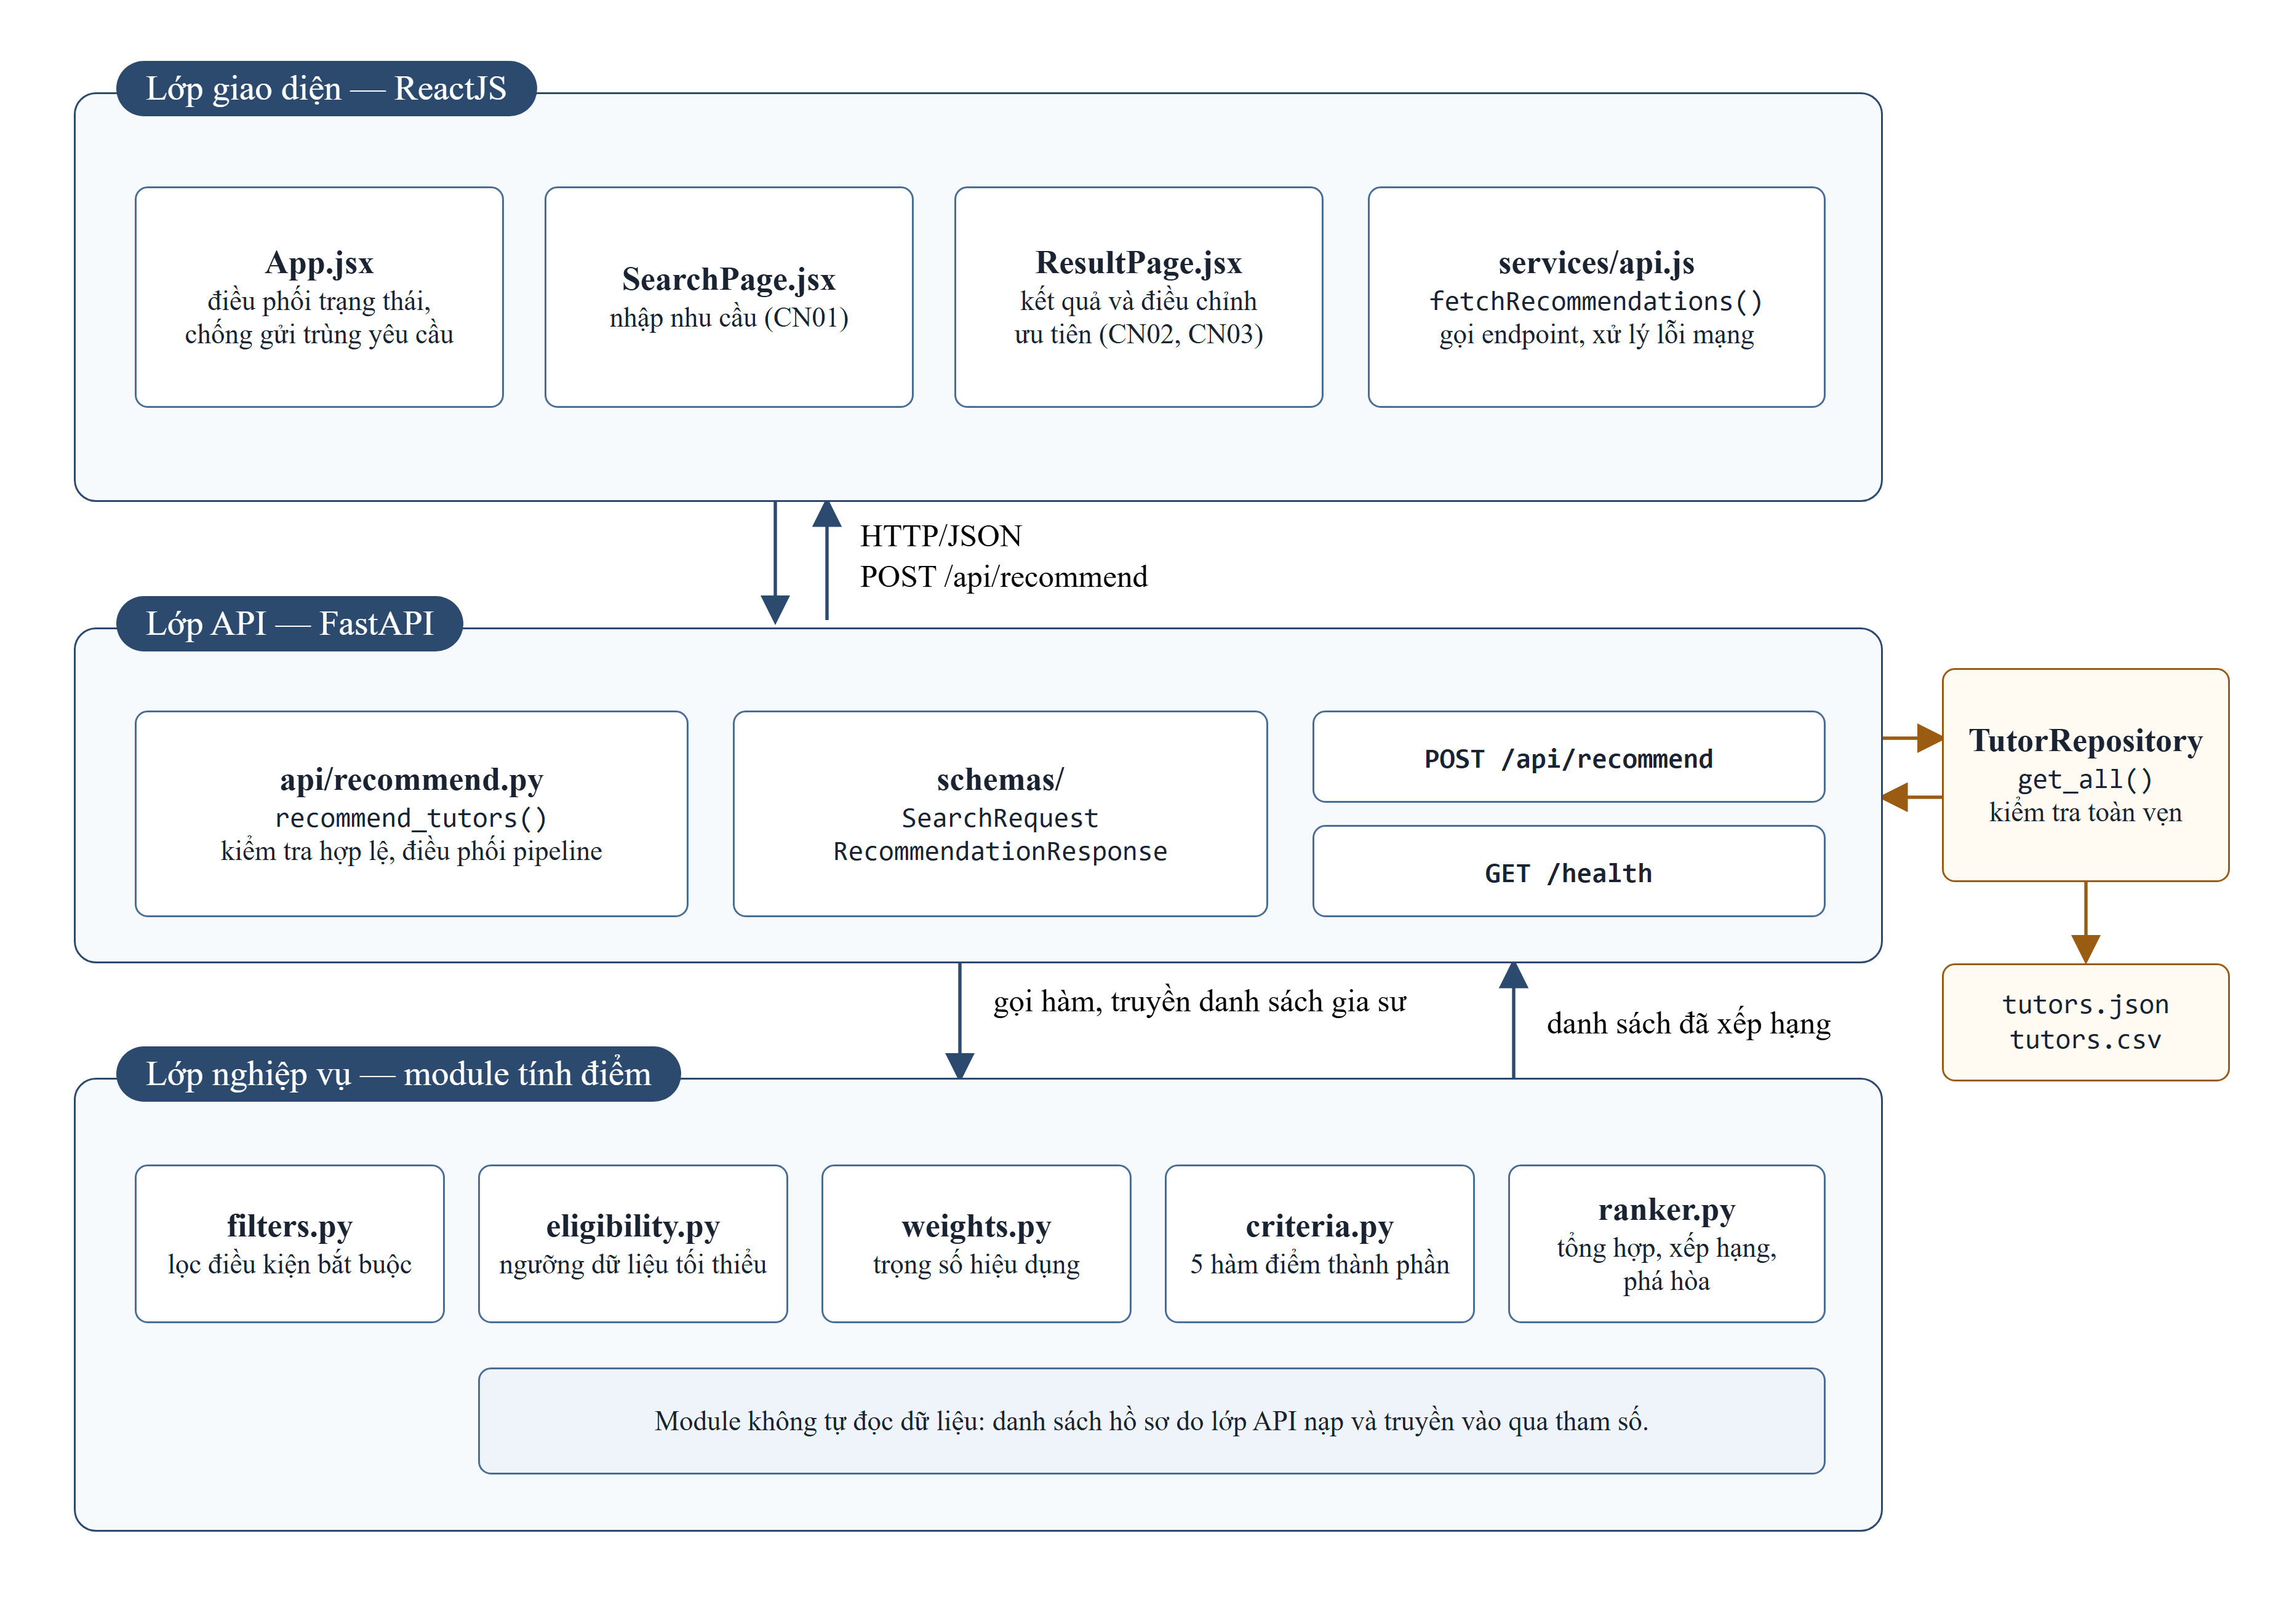 Lớp giao diện — ReactJS
App.jsx
điều phối trạng thái,
chống gửi trùng yêu cầu
SearchPage.jsx
nhập nhu cầu (CN01)
ResultPage.jsx
kết quả và điều chỉnh
ưu tiên (CN02, CN03)
services/api.js
fetchRecommendations()
gọi endpoint, xử lý lỗi mạng
HTTP/JSON
POST /api/recommend
Lớp API — FastAPI
api/recommend.py
recommend_tutors()
kiểm tra hợp lệ, điều phối pipeline
schemas/
SearchRequest
RecommendationResponse
POST /api/recommend
GET /health
TutorRepository
get_all()
kiểm tra toàn vẹn
tutors.json
tutors.csv
gọi hàm, truyền danh sách gia sư
danh sách đã xếp hạng
Lớp nghiệp vụ — module tính điểm
filters.py
lọc điều kiện bắt buộc
eligibility.py
ngưỡng dữ liệu tối thiểu
weights.py
trọng số hiệu dụng
criteria.py
5 hàm điểm thành phần
ranker.py
tổng hợp, xếp hạng,
phá hòa
Module không tự đọc dữ liệu: danh sách hồ sơ do lớp API nạp và truyền vào qua tham số.